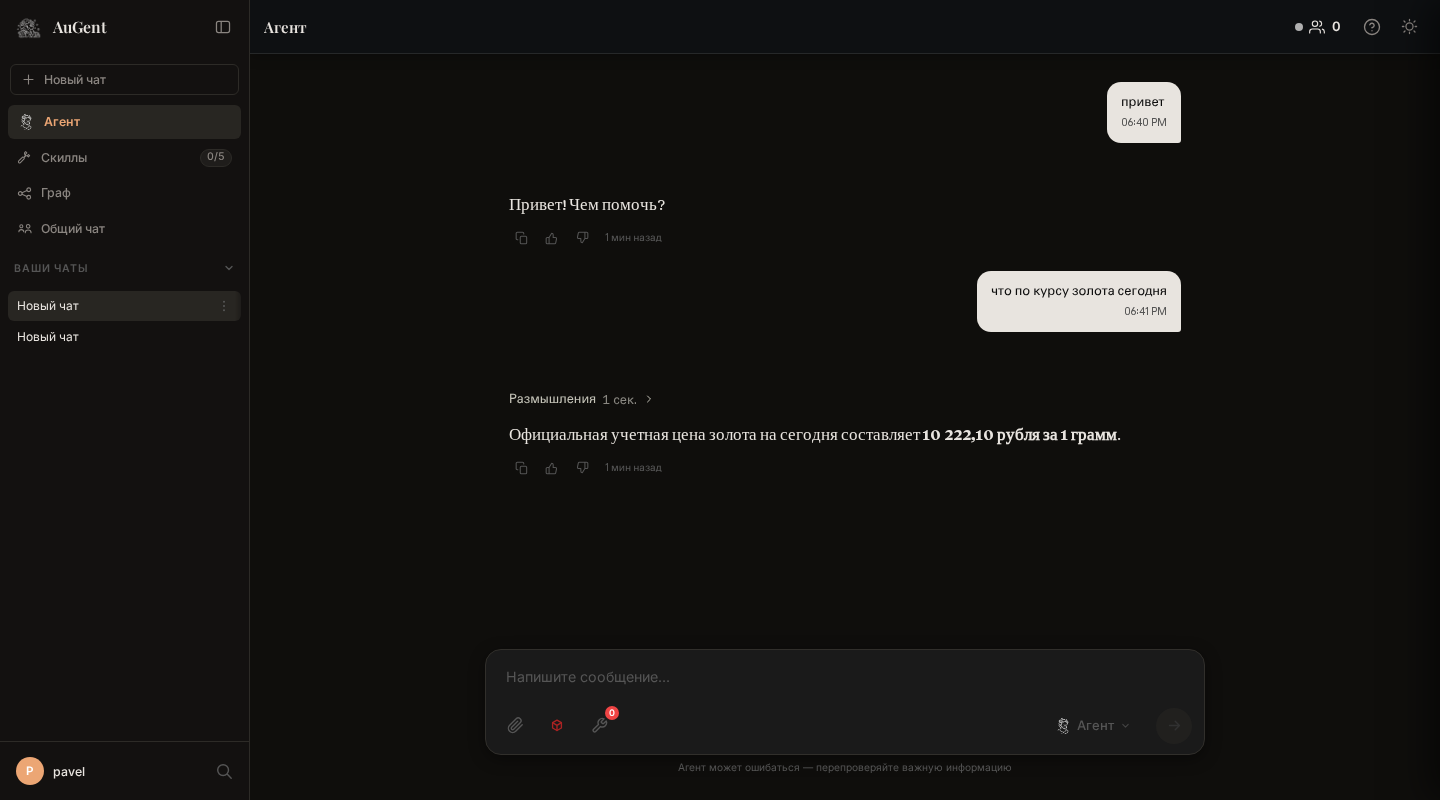 AuGent
Новый чат
Агент
Скиллы
0/5
Граф
Общий чат
ВАШИ ЧАТЫ
Новый чат
Новый чат
P
pavel
Агент
0
привет
06:40 PM
Привет! Чем помочь?
1 мин назад
что по курсу золота сегодня
06:41 PM
Размышления 1 сек.
Официальная учетная цена золота на сегодня составляет 10 222,10 рубля за 1 грамм.
1 мин назад
Напишите сообщение...
0
Агент
Агент может ошибаться — перепроверяйте важную информацию